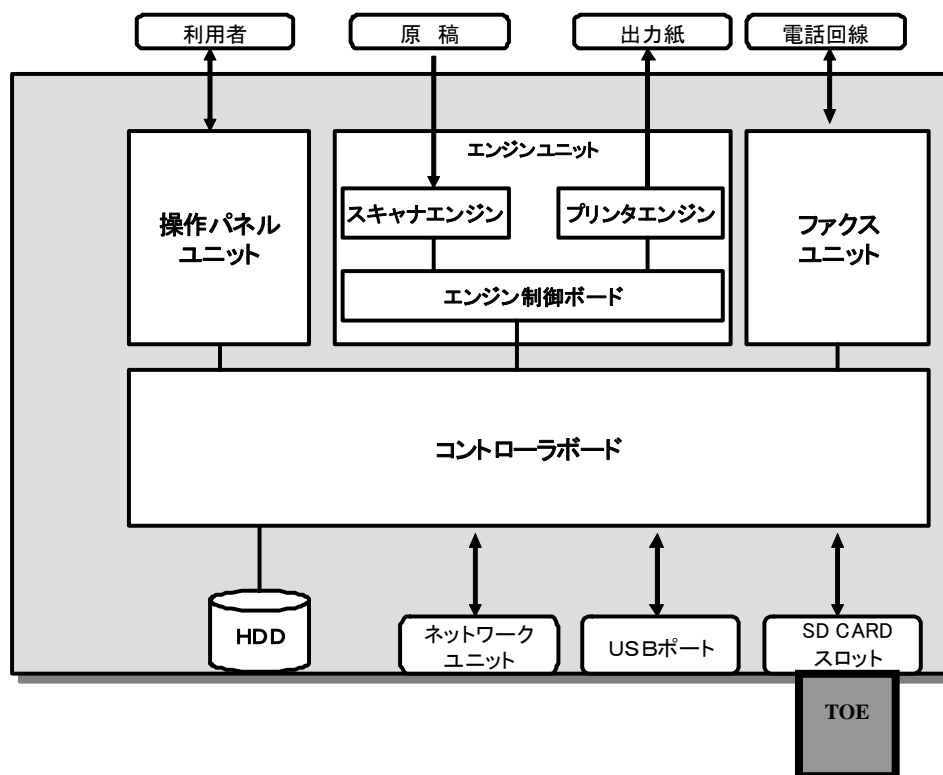 利用者
原 稿
出力紙
電話回線
エンジンユニット
操作パネル
ユニット
スキャナエンジン
プリンタエンジン
ファクス
ユニット
エンジン制御ボード
コントローラボード
HDD
ネットワーク
ユニット
USBポート
SD CARD
スロット
TOE